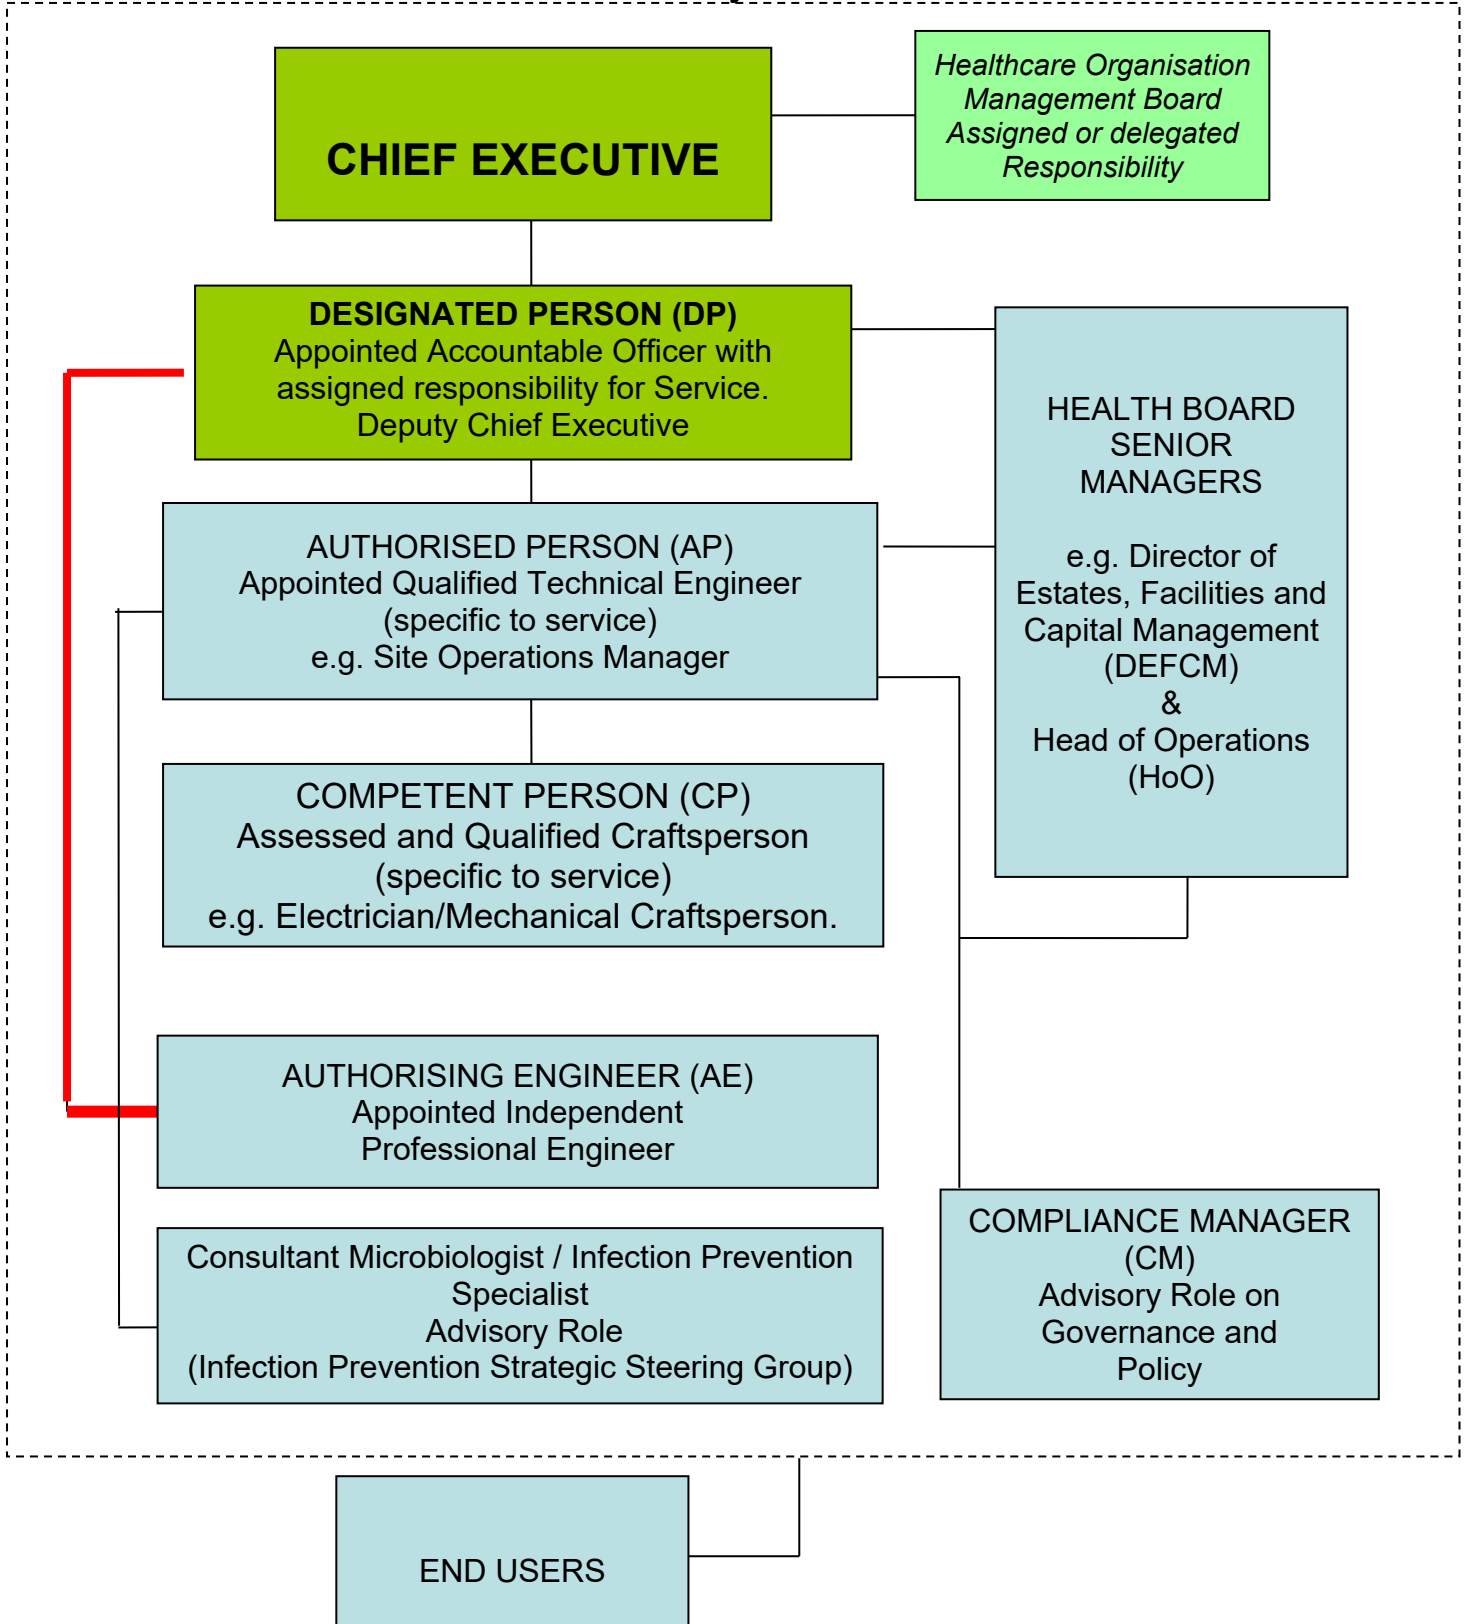 CHIEF EXECUTIVE
Healthcare Organisation
Management Board
Assigned or delegated
Responsibility
DESIGNATED PERSON (DP)
Appointed Accountable Officer with
assigned responsibility for Service.
Deputy Chief Executive
HEALTH BOARD
SENIOR
MANAGERS
e.g. Director of
Estates, Facilities and
Capital Management
(DEFCM)
&
Head of Operations
(HoO)
AUTHORISED PERSON (AP)
Appointed Qualified Technical Engineer
(specific to service)
e.g. Site Operations Manager
COMPETENT PERSON (CP)
Assessed and Qualified Craftsperson
(specific to service)
e.g. Electrician/Mechanical Craftsperson.
AUTHORISING ENGINEER (AE)
Appointed Independent
Professional Engineer
Consultant Microbiologist / Infection Prevention
Specialist
Advisory Role
(Infection Prevention Strategic Steering Group)
COMPLIANCE MANAGER
(CM)
Advisory Role on
Governance and
Policy
END USERS